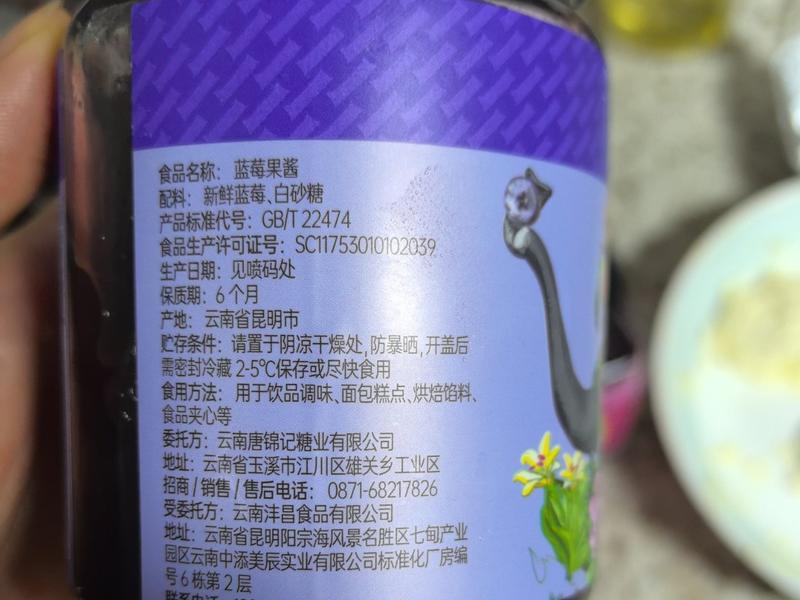 食品名称：蓝莓果酱
配料：新鲜蓝莓、白砂糖
产品标准代号：GB/T 22474
食品生产许可证号：SC11753010102039
生产日期：见喷码处
保质期：6个月
产地：云南省昆明市
贮存条件：请置于阴凉干燥处,防暴晒,开盖后
需密封冷藏 2-5℃保存或尽快食用
食用方法：用于饮品调味、面包糕点、烘焙馅料、
食品夹心等
委托方：云南唐锦记糖业有限公司
地址：云南省玉溪市江川区雄关乡工业区
招商/销售/售后电话：0871-68217826
受委托方：云南沣昌食品有限公司
地址：云南省昆明阳宗海风景名胜区七甸产业
园区云南中添美辰实业有限公司标准化厂房编
号6栋第2层